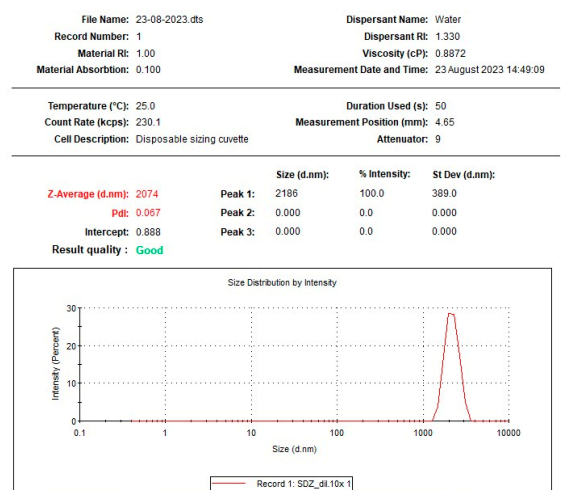 File Name: 23-08-2023.dts Dispersant Name: Water
Record Number: 1 Dispersant RI: 1.330
Material RI: 1.00 Viscosity (cP): 0.8872
Material Absorbtion: 0.100 Measurement Date and Time: 23 August 2023 14:49:09
Temperature (°C): 25.0 Duration Used (s): 50
Count Rate (kcps): 230.1 Measurement Position (mm): 4.65
Cell Description: Disposable sizing cuvette Attenuator: 9
Size (d.nm): % Intensity: St Dev (d.nm):
Z-Average (d.nm): 2074 Peak 1: 2186 100.0 389.0
PdI: 0.067 Peak 2: 0.000 0.0 0.000
Intercept: 0.888 Peak 3: 0.000 0.0 0.000
Result quality : Good
Size Distribution by Intensity
Intensity (Percent)
30
20
10
0
0.1 1 10 100 1000 10000
Size (d.nm)
Record 1: SDZ_dil.10x 1